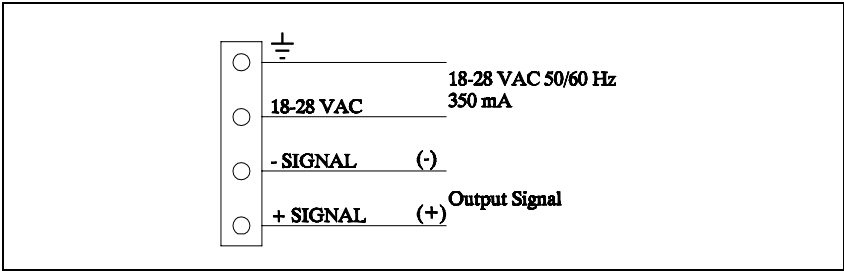 18-28 VAC 50/60 Hz
350 mA
18-28 VAC
- SIGNAL (-)
Output Signal
+ SIGNAL (+)